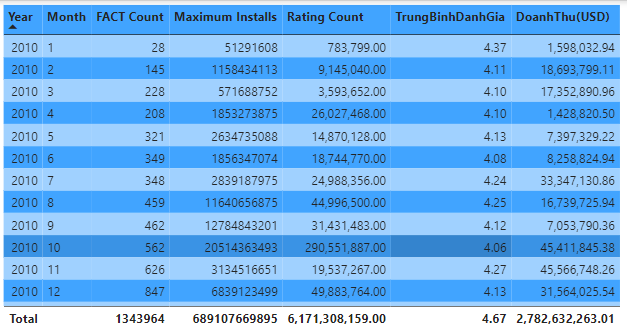 Year Month FACT Count Maximum Installs Rating Count TrungBinhDanhGia DoanhThu(USD)
2010 1 28 51291608 783,799.00 4.37 1,598,032.94
2010 2 145 1158434113 9,145,040.00 4.11 18,693,799.11
2010 3 228 571688752 3,593,652.00 4.10 17,352,890.96
2010 4 208 1853273875 26,027,468.00 4.10 1,428,820.50
2010 5 321 2634735088 14,870,128.00 4.13 7,397,329.22
2010 6 349 1856347074 18,744,770.00 4.08 8,258,824.94
2010 7 348 2839187975 24,988,356.00 4.24 33,347,130.86
2010 8 459 11640656875 44,996,500.00 4.25 16,739,725.94
2010 9 462 12784843201 31,431,483.00 4.12 7,053,790.36
2010 10 562 20514363493 290,551,887.00 4.06 45,411,845.38
2010 11 626 3134516651 19,537,267.00 4.27 45,566,748.26
2010 12 847 6839123499 49,883,764.00 4.13 31,564,025.54
Total 1343964 689107669895 6,171,308,159.00 4.67 2,782,632,263.01